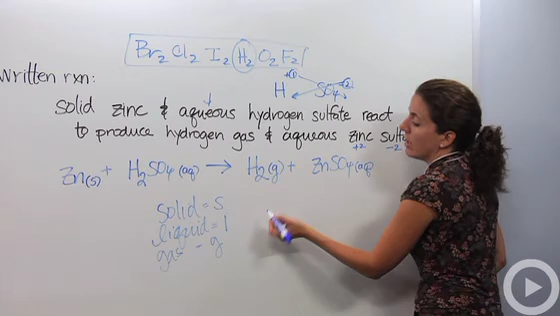 Br₂ Cl₂ I₂ H₂ O₂ F₂
+1 -2
H SO₄
Written rxn:
solid zinc & aqueous hydrogen sulfate react
to produce hydrogen gas & aqueous zinc
+2 -2
Zn(s) + H₂SO₄(aq) → H₂(g) + ZnSO₄(aq)
solid = s
liquid = l
gas - g